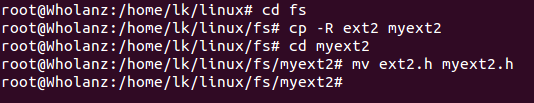 root@Wholanz:/home/lk/linux# cd fs
root@Wholanz:/home/lk/linux/fs# cp -R ext2 myext2
root@Wholanz:/home/lk/linux/fs# cd myext2
root@Wholanz:/home/lk/linux/fs/myext2# mv ext2.h myext2.h
root@Wholanz:/home/lk/linux/fs/myext2#